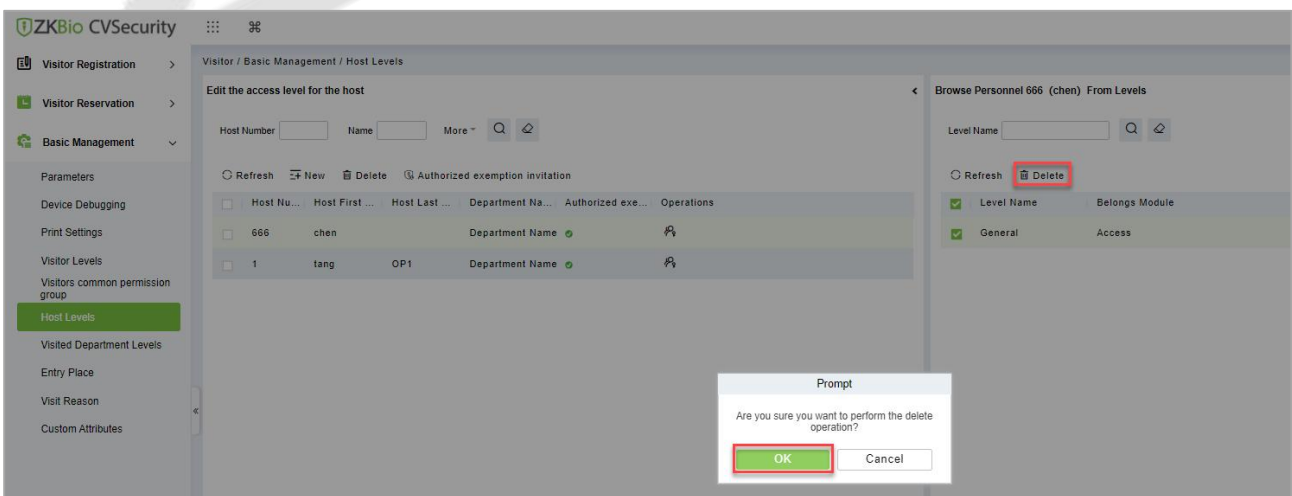 ZKBio CVSecurity
Visitor Registration
Visitor Reservation
Basic Management
Parameters
Device Debugging
Print Settings
Visitor Levels
Visitors common permission
group
Host Levels
Visited Department Levels
Entry Place
Visit Reason
Custom Attributes
Visitor / Basic Management / Host Levels
Edit the access level for the host
Host Number Name More
Refresh New Delete Authorized exemption invitation
Host Nu... Host First ... Host Last ... Department Na... Authorized exe... Operations
666 chen Department Name
1 tang OP1 Department Name
Browse Personnel 666 (chen) From Levels
Level Name
Refresh Delete
Level Name Belongs Module
General Access
Prompt
Are you sure you want to perform the delete
operation?
OK Cancel